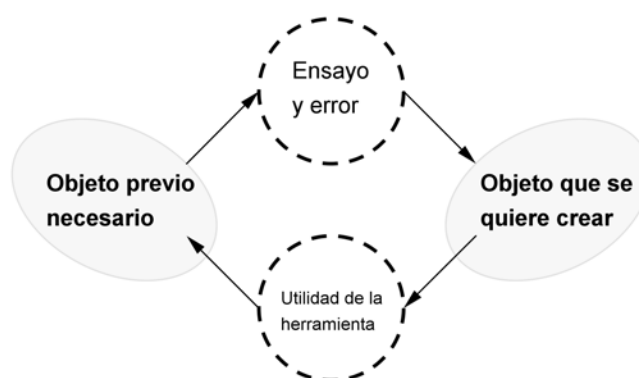 Ensayo
y error
Objeto previo
necesario
Objeto que se
quiere crear
Utilidad de la
herramienta